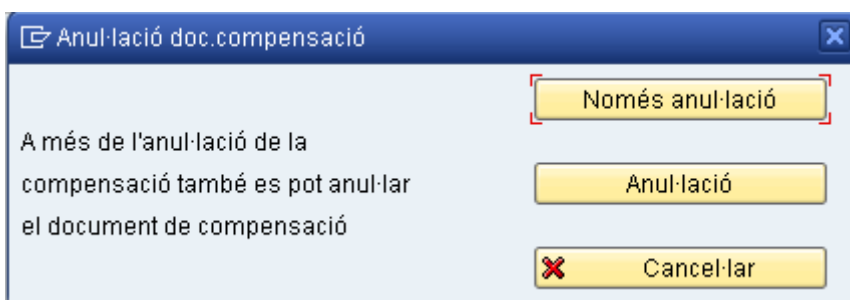 Anul·lació doc.compensació
Només anul·lació
A més de l'anul·lació de la
compensació també es pot anul·lar
el document de compensació
Anul·lació
Cancel·lar